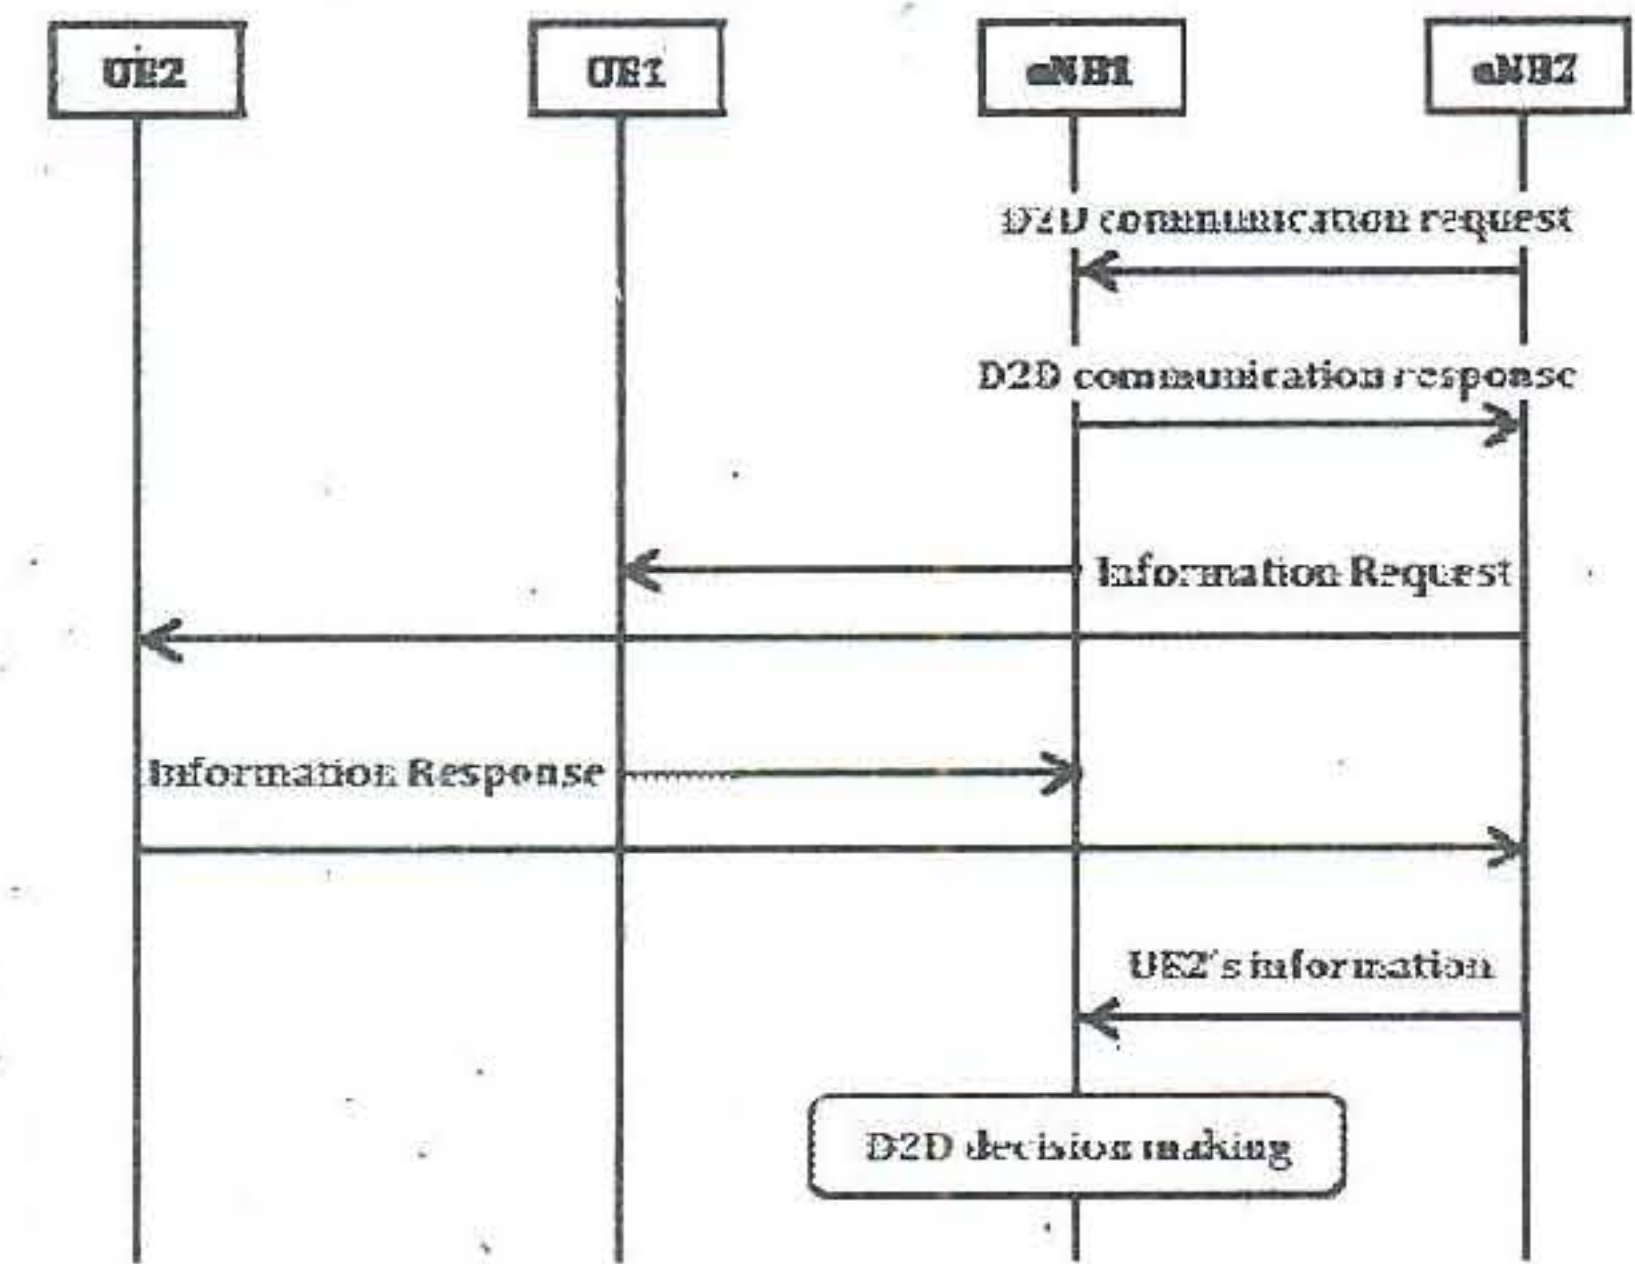 UE2
UE1
eNB1
eNB2
D2D communication request
D2D communication response
Information Request
Information Response
UE2's information
D2D decision making